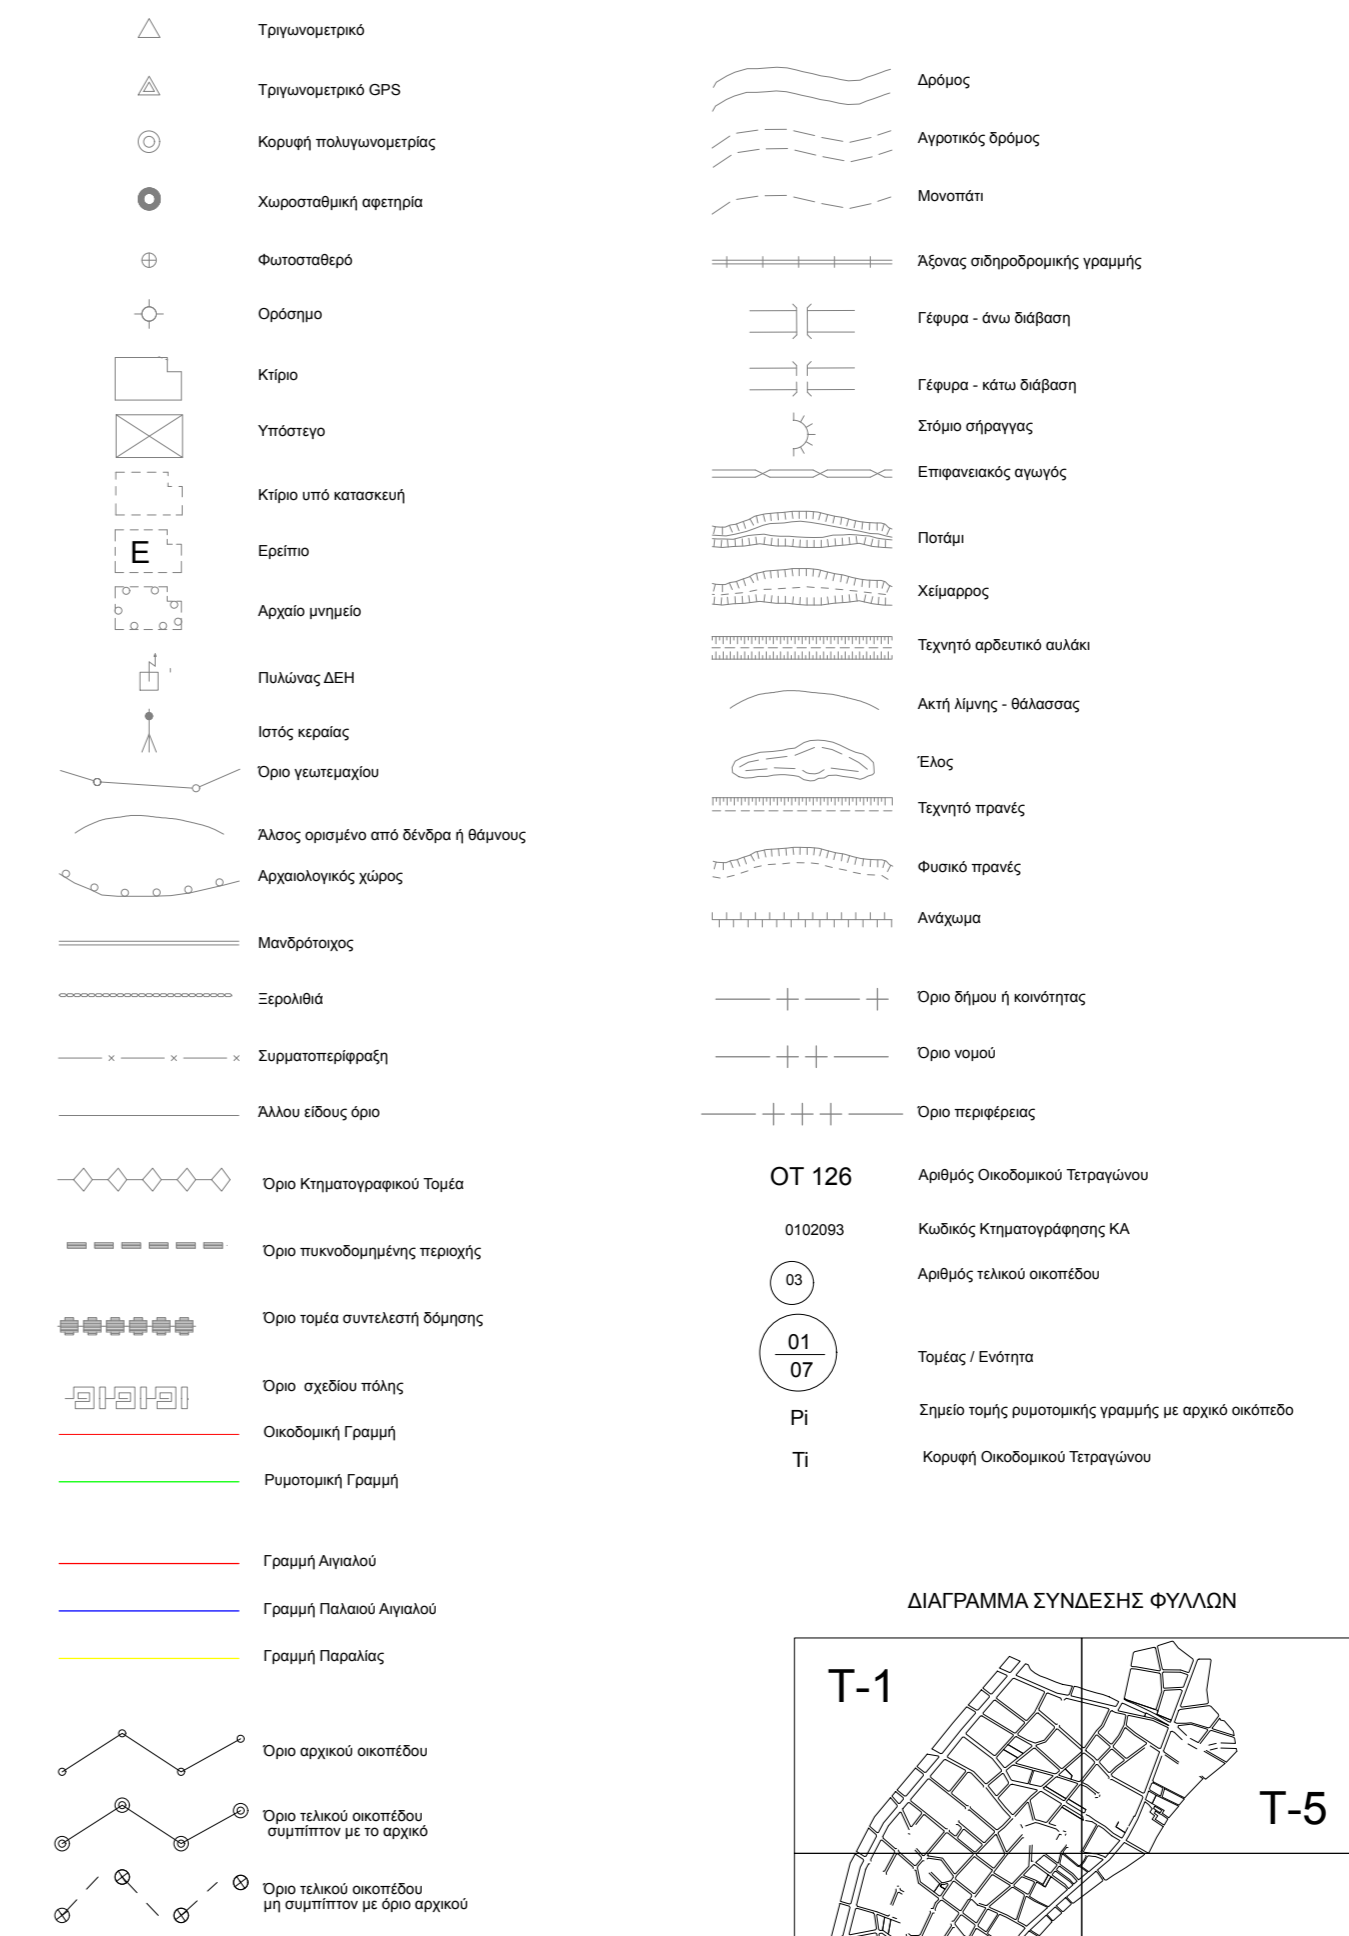 Τριγωνομετρικό
Τριγωνομετρικό GPS
Κορυφή πολυγωνομετρίας
Χωροσταθμική αφετηρία
Φωτοσταθερό
Ορόσημο
Κτίριο
Υπόστεγο
Κτίριο υπό κατασκευή
Ε
Ερείπιο
Αρχαίο μνημείο
Πυλώνας ΔΕΗ
Ιστός κεραίας
Όριο γεωτεμαχίου
Άλσος ορισμένο από δένδρα ή θάμνους
Αρχαιολογικός χώρος
Μανδρότοιχος
Ξερολιθιά
Συρματοπερίφραξη
Άλλου είδους όριο
Όριο Κτηματογραφικού Τομέα
Όριο πυκνοδομημένης περιοχής
Όριο τομέα συντελεστή δόμησης
Όριο σχεδίου πόλης
Οικοδομική Γραμμή
Ρυμοτομική Γραμμή
Γραμμή Αιγιαλού
Γραμμή Παλαιού Αιγιαλού
Γραμμή Παραλίας
Όριο αρχικού οικοπέδου
Όριο τελικού οικοπέδου
συμπίπτον με το αρχικό
Όριο τελικού οικοπέδου
μη συμπίπτον με όριο αρχικού
Δρόμος
Αγροτικός δρόμος
Μονοπάτι
Άξονας σιδηροδρομικής γραμμής
Γέφυρα - άνω διάβαση
Γέφυρα - κάτω διάβαση
Στόμιο σήραγγας
Επιφανειακός αγωγός
Ποτάμι
Χείμαρρος
Τεχνητό αρδευτικό αυλάκι
Ακτή λίμνης - θάλασσας
Έλος
Τεχνητό πρανές
Φυσικό πρανές
Ανάχωμα
Όριο δήμου ή κοινότητας
Όριο νομού
Όριο περιφέρειας
ΟΤ 126
Αριθμός Οικοδομικού Τετραγώνου
0102093
Κωδικός Κτηματογράφησης ΚΑ
03
Αριθμός τελικού οικοπέδου
01
07
Τομέας / Ενότητα
Pi
Σημείο τομής ρυμοτομικής γραμμής με αρχικό οικόπεδο
Ti
Κορυφή Οικοδομικού Τετραγώνου
ΔΙΑΓΡΑΜΜΑ ΣΥΝΔΕΣΗΣ ΦΥΛΛΩΝ
Τ-1
Τ-5